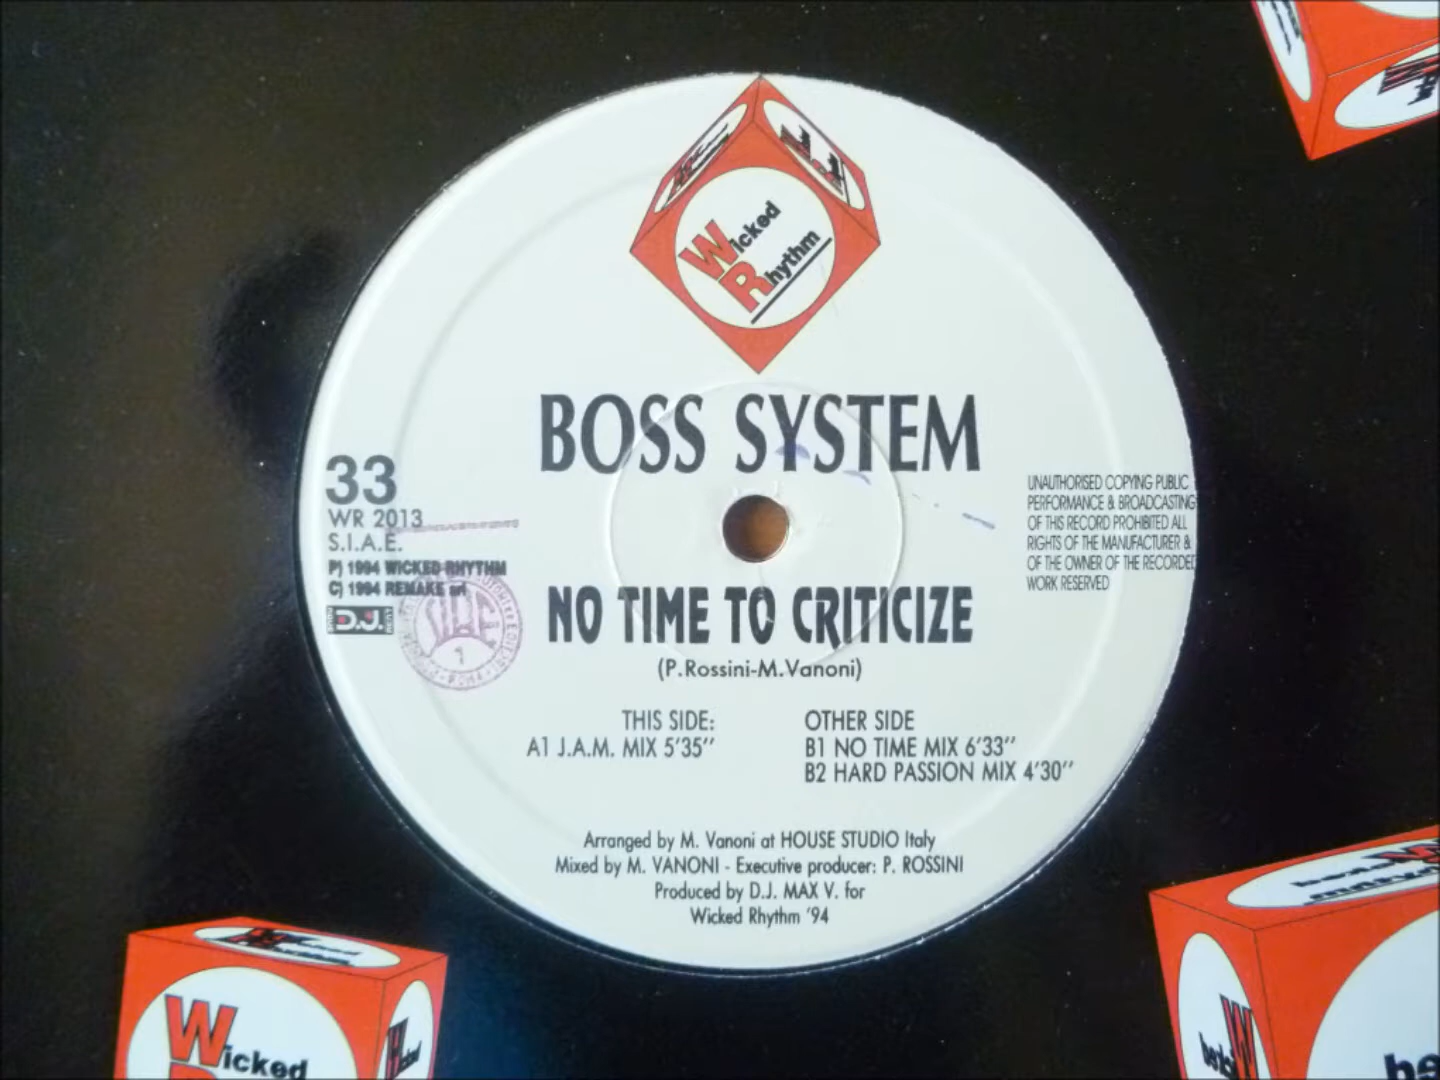 Wicked
Rhythm
BOSS SYSTEM
33
WR 2013
S.I.A.E.
P) 1994 WICKED RHYTHM
C) 1994 REMAKE srl
D.J.
UNAUTHORISED COPYING PUBLIC
PERFORMANCE & BROADCASTING
OF THIS RECORD PROHIBITED ALL
RIGHTS OF THE MANUFACTURER &
OF THE OWNER OF THE RECORDED
WORK RESERVED
NO TIME TO CRITICIZE
(P.Rossini-M.Vanoni)
THIS SIDE:
A1 J.A.M. MIX 5'35''
OTHER SIDE
B1 NO TIME MIX 6'33''
B2 HARD PASSION MIX 4'30''
Arranged by M. Vanoni at HOUSE STUDIO Italy
Mixed by M. VANONI - Executive producer: P. ROSSINI
Produced by D.J. MAX V. for
Wicked Rhythm '94
Wicked